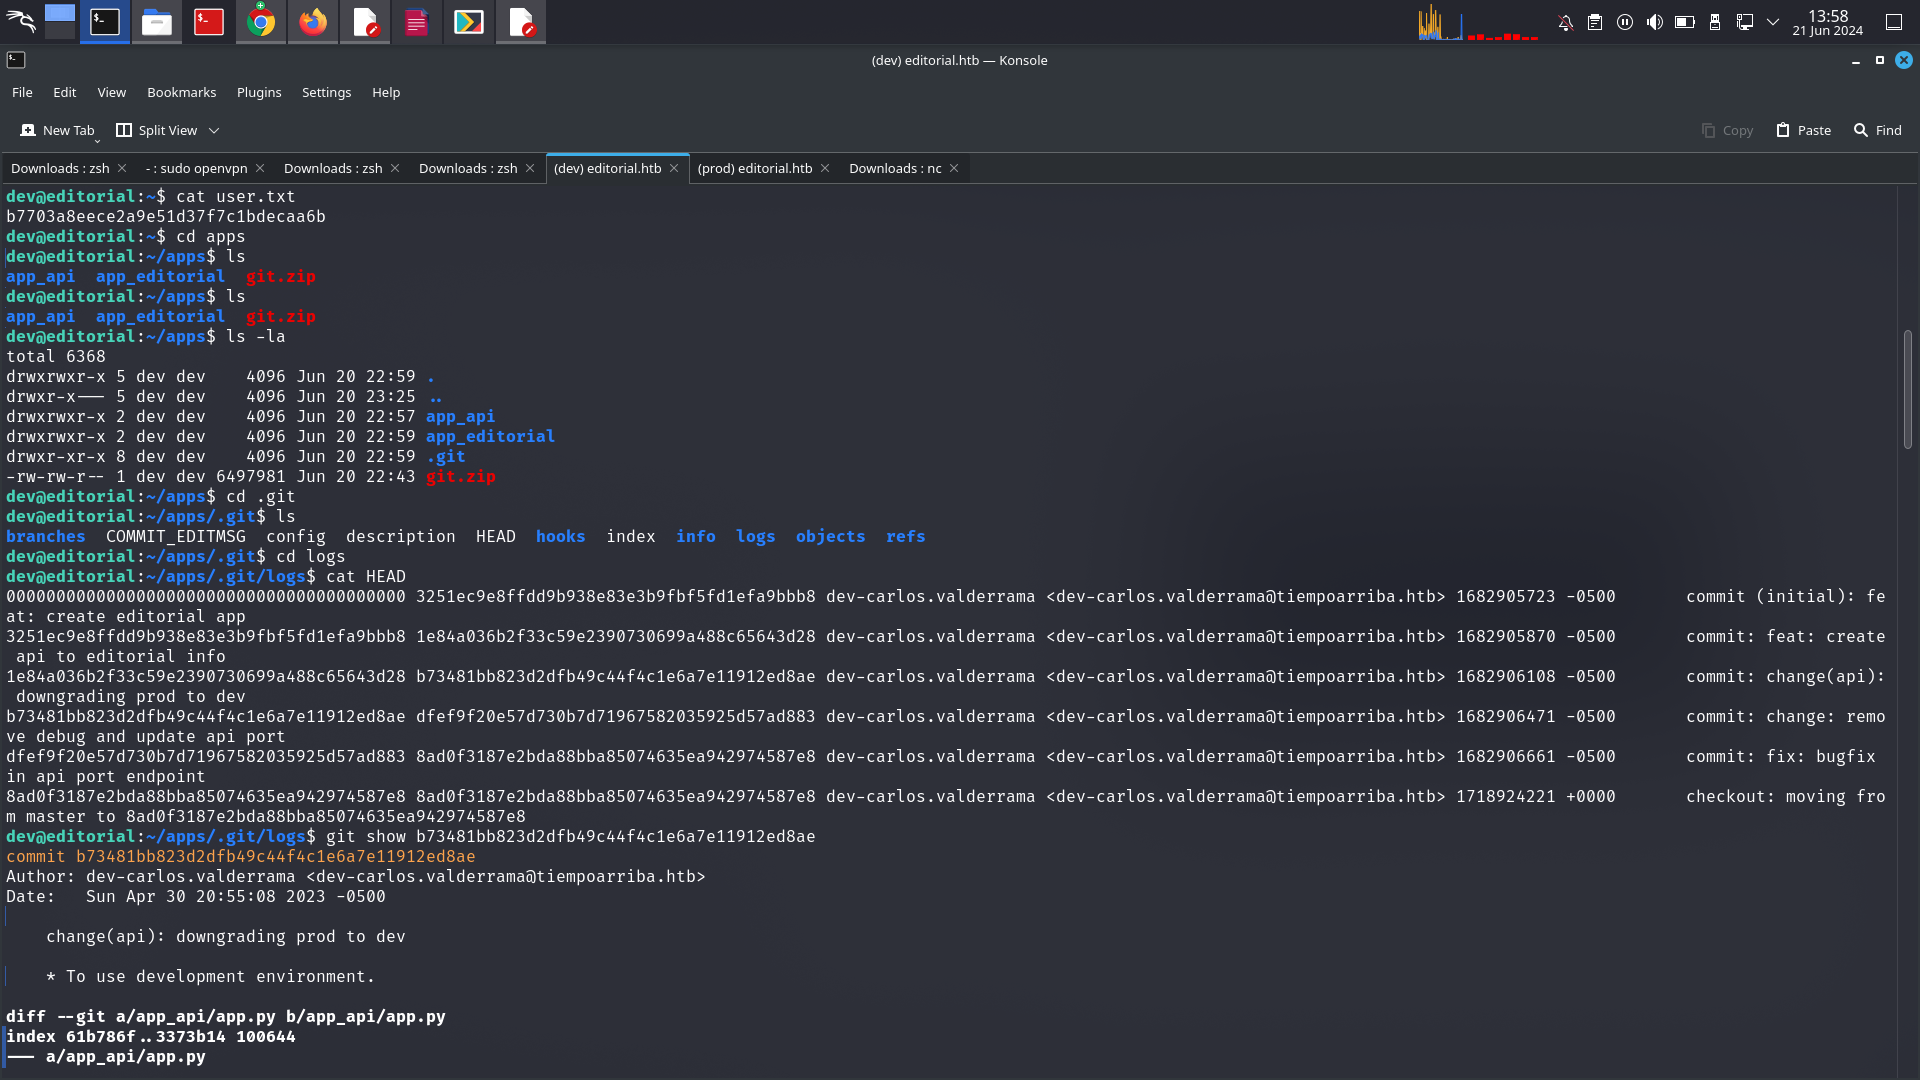 13:58
21 Jun 2024
(dev) editorial.htb — Konsole
File Edit View Bookmarks Plugins Settings Help
New Tab Split View Copy Paste Find
Downloads : zsh - : sudo openvpn Downloads : zsh Downloads : zsh (dev) editorial.htb (prod) editorial.htb Downloads : nc
dev@editorial:~$ cat user.txt
b7703a8eece2a9e51d37f7c1bdecaa6b
dev@editorial:~$ cd apps
dev@editorial:~/apps$ ls
app_api app_editorial git.zip
dev@editorial:~/apps$ ls
app_api app_editorial git.zip
dev@editorial:~/apps$ ls -la
total 6368
drwxrwxr-x 5 dev dev 4096 Jun 20 22:59 .
drwxr-x--- 5 dev dev 4096 Jun 20 23:25 ..
drwxrwxr-x 2 dev dev 4096 Jun 20 22:57 app_api
drwxrwxr-x 2 dev dev 4096 Jun 20 22:59 app_editorial
drwxr-xr-x 8 dev dev 4096 Jun 20 22:59 .git
-rw-rw-r-- 1 dev dev 6497981 Jun 20 22:43 git.zip
dev@editorial:~/apps$ cd .git
dev@editorial:~/apps/.git$ ls
branches COMMIT_EDITMSG config description HEAD hooks index info logs objects refs
dev@editorial:~/apps/.git$ cd logs
dev@editorial:~/apps/.git/logs$ cat HEAD
0000000000000000000000000000000000000000 3251ec9e8ffdd9b938e83e3b9fbf5fd1efa9bbb8 dev-carlos.valderrama <dev-carlos.valderrama@tiempoarriba.htb> 1682905723 -0500 commit (initial): fe
at: create editorial app
3251ec9e8ffdd9b938e83e3b9fbf5fd1efa9bbb8 1e84a036b2f33c59e2390730699a488c65643d28 dev-carlos.valderrama <dev-carlos.valderrama@tiempoarriba.htb> 1682905870 -0500 commit: feat: create
api to editorial info
1e84a036b2f33c59e2390730699a488c65643d28 b73481bb823d2dfb49c44f4c1e6a7e11912ed8ae dev-carlos.valderrama <dev-carlos.valderrama@tiempoarriba.htb> 1682906108 -0500 commit: change(api):
downgrading prod to dev
b73481bb823d2dfb49c44f4c1e6a7e11912ed8ae dfef9f20e57d730b7d71967582035925d57ad883 dev-carlos.valderrama <dev-carlos.valderrama@tiempoarriba.htb> 1682906471 -0500 commit: change: remo
ve debug and update api port
dfef9f20e57d730b7d71967582035925d57ad883 8ad0f3187e2bda88bba85074635ea942974587e8 dev-carlos.valderrama <dev-carlos.valderrama@tiempoarriba.htb> 1682906661 -0500 commit: fix: bugfix
in api port endpoint
8ad0f3187e2bda88bba85074635ea942974587e8 8ad0f3187e2bda88bba85074635ea942974587e8 dev-carlos.valderrama <dev-carlos.valderrama@tiempoarriba.htb> 1718924221 +0000 checkout: moving fro
m master to 8ad0f3187e2bda88bba85074635ea942974587e8
dev@editorial:~/apps/.git/logs$ git show b73481bb823d2dfb49c44f4c1e6a7e11912ed8ae
commit b73481bb823d2dfb49c44f4c1e6a7e11912ed8ae
Author: dev-carlos.valderrama <dev-carlos.valderrama@tiempoarriba.htb>
Date: Sun Apr 30 20:55:08 2023 -0500
change(api): downgrading prod to dev
* To use development environment.
diff --git a/app_api/app.py b/app_api/app.py
index 61b786f..3373b14 100644
--- a/app_api/app.py